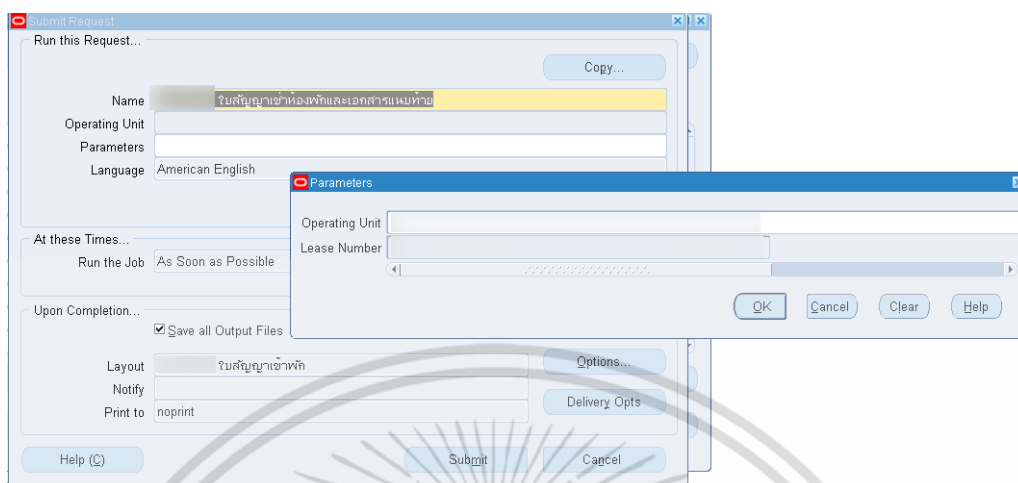 Submit Request
Run this Request...
Copy...
Name ใบสัญญาเช่าห้องพักและเอกสารแนบท้าย
Operating Unit
Parameters
Language American English
Parameters
Operating Unit
Lease Number
OK Cancel Clear Help
At these Times...
Run the Job As Soon as Possible
Upon Completion...
Save all Output Files
Layout ใบสัญญาเข้าพัก
Options...
Notify
Delivery Opts
Print to noprint
Help (C) Submit Cancel